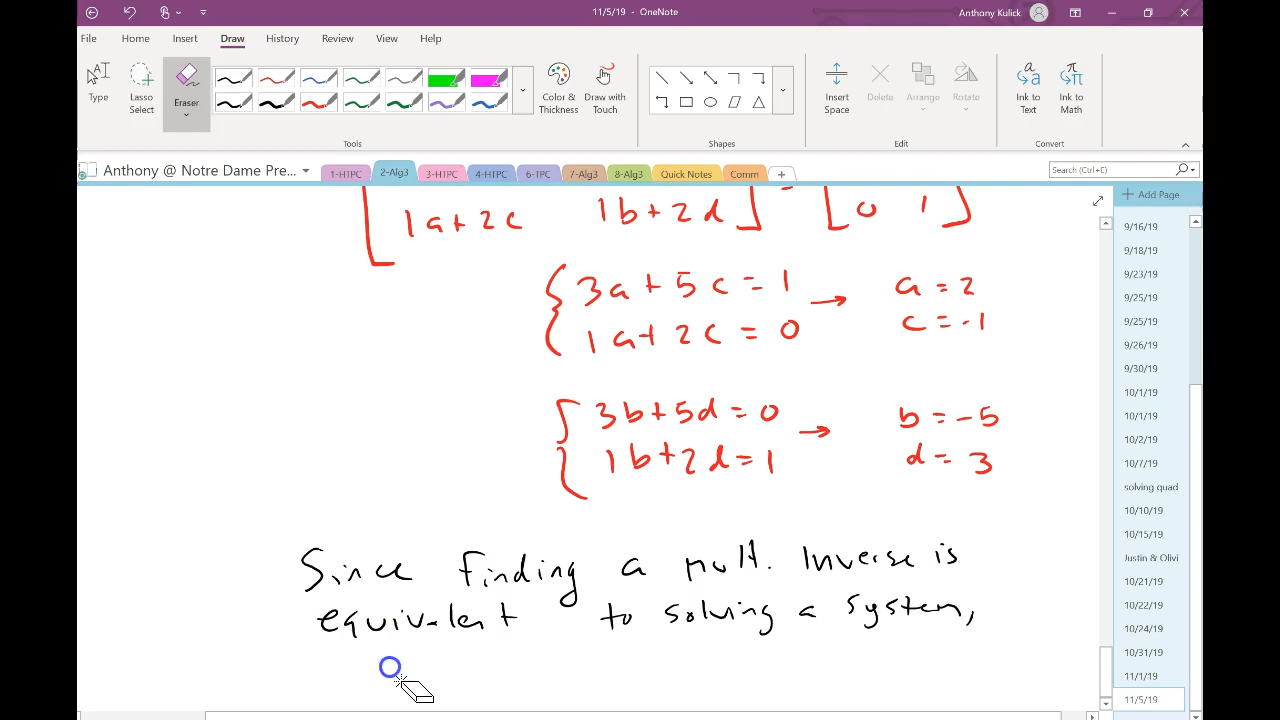 11/5/19 - OneNote
Anthony Kulick
File Home Insert Draw History Review View Help
Type
Lasso Select
Eraser
Color & Thickness
Draw with Touch
Insert Space
Delete
Arrange
Rotate
Ink to Text
Ink to Math
Tools
Shapes
Edit
Convert
Anthony @ Notre Dame Pre...
1-HTPC 2-Alg3 3-HTPC 4-HTPC 6-TPC 7-Alg3 8-Alg3 Quick Notes Comm
Search (Ctrl+E)
Add Page
9/16/19
9/18/19
9/23/19
9/25/19
9/25/19
9/26/19
9/30/19
10/1/19
10/1/19
10/2/19
10/7/19
solving quad
10/10/19
10/15/19
Justin & Olivi
10/21/19
10/22/19
10/24/19
10/31/19
11/1/19
11/5/19
1a+2c 1b+2d = 0 1
3a+5c=1 → a=2
1a+2c=0 c=-1
3b+5d=0 → b=-5
1b+2d=1 d=3
Since finding a mult. Inverse is
equivalent to solving a system,